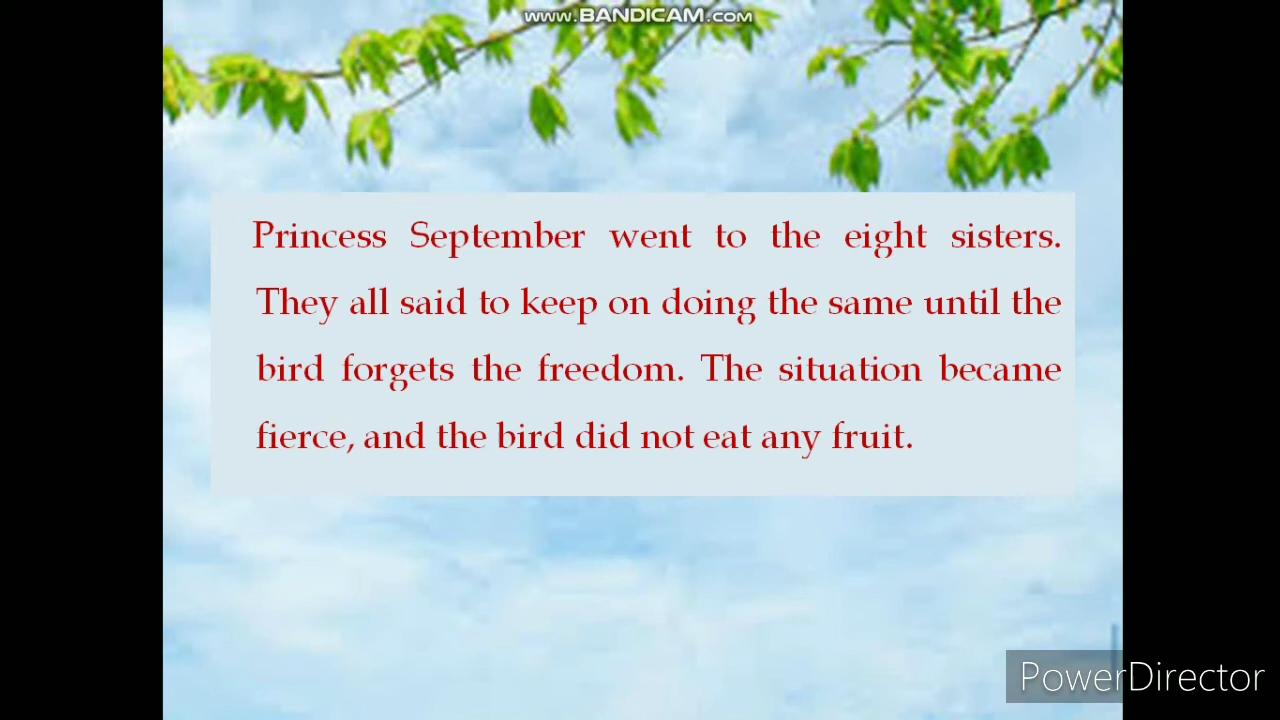 www.BANDICAM.com
Princess September went to the eight sisters.
They all said to keep on doing the same until the
bird forgets the freedom. The situation became
fierce, and the bird did not eat any fruit.
PowerDirector